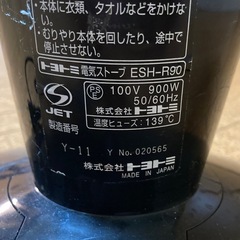 本体に衣類、タオルなどをかけな
い。
むりやり本体を回したり、途中で
停止させない。
トヨトミ 電気ストーブ ESH-R90
PSE 100V 900W
50/60Hz
JET 株式会社 トヨトミ
製造番号 温度ヒューズ:139℃
Y-11 Y No.020565
株式会社 トヨトミ
MADE IN JAPAN